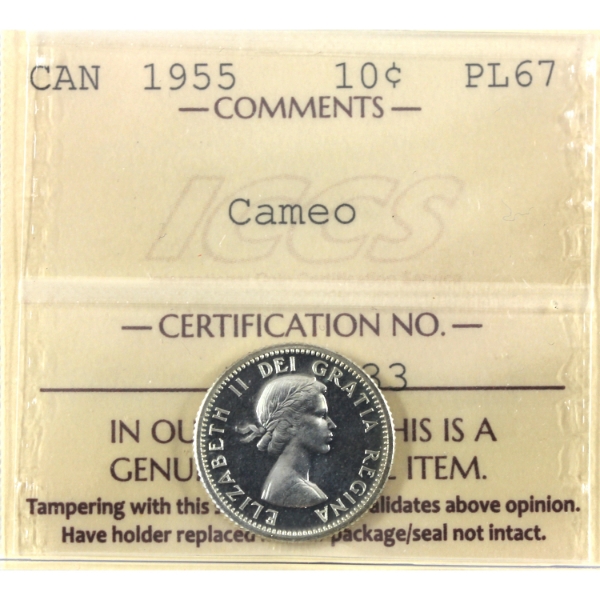 CAN 1955 10¢ PL67
— COMMENTS —
ICCS
Cameo
— CERTIFICATION NO. —
33
IN OU HIS IS A
GENU ITEM.
Tampering with this alidates above opinion.
Have holder replaced package/seal not intact.
ELIZABETH II DEI GRATIA REGINA